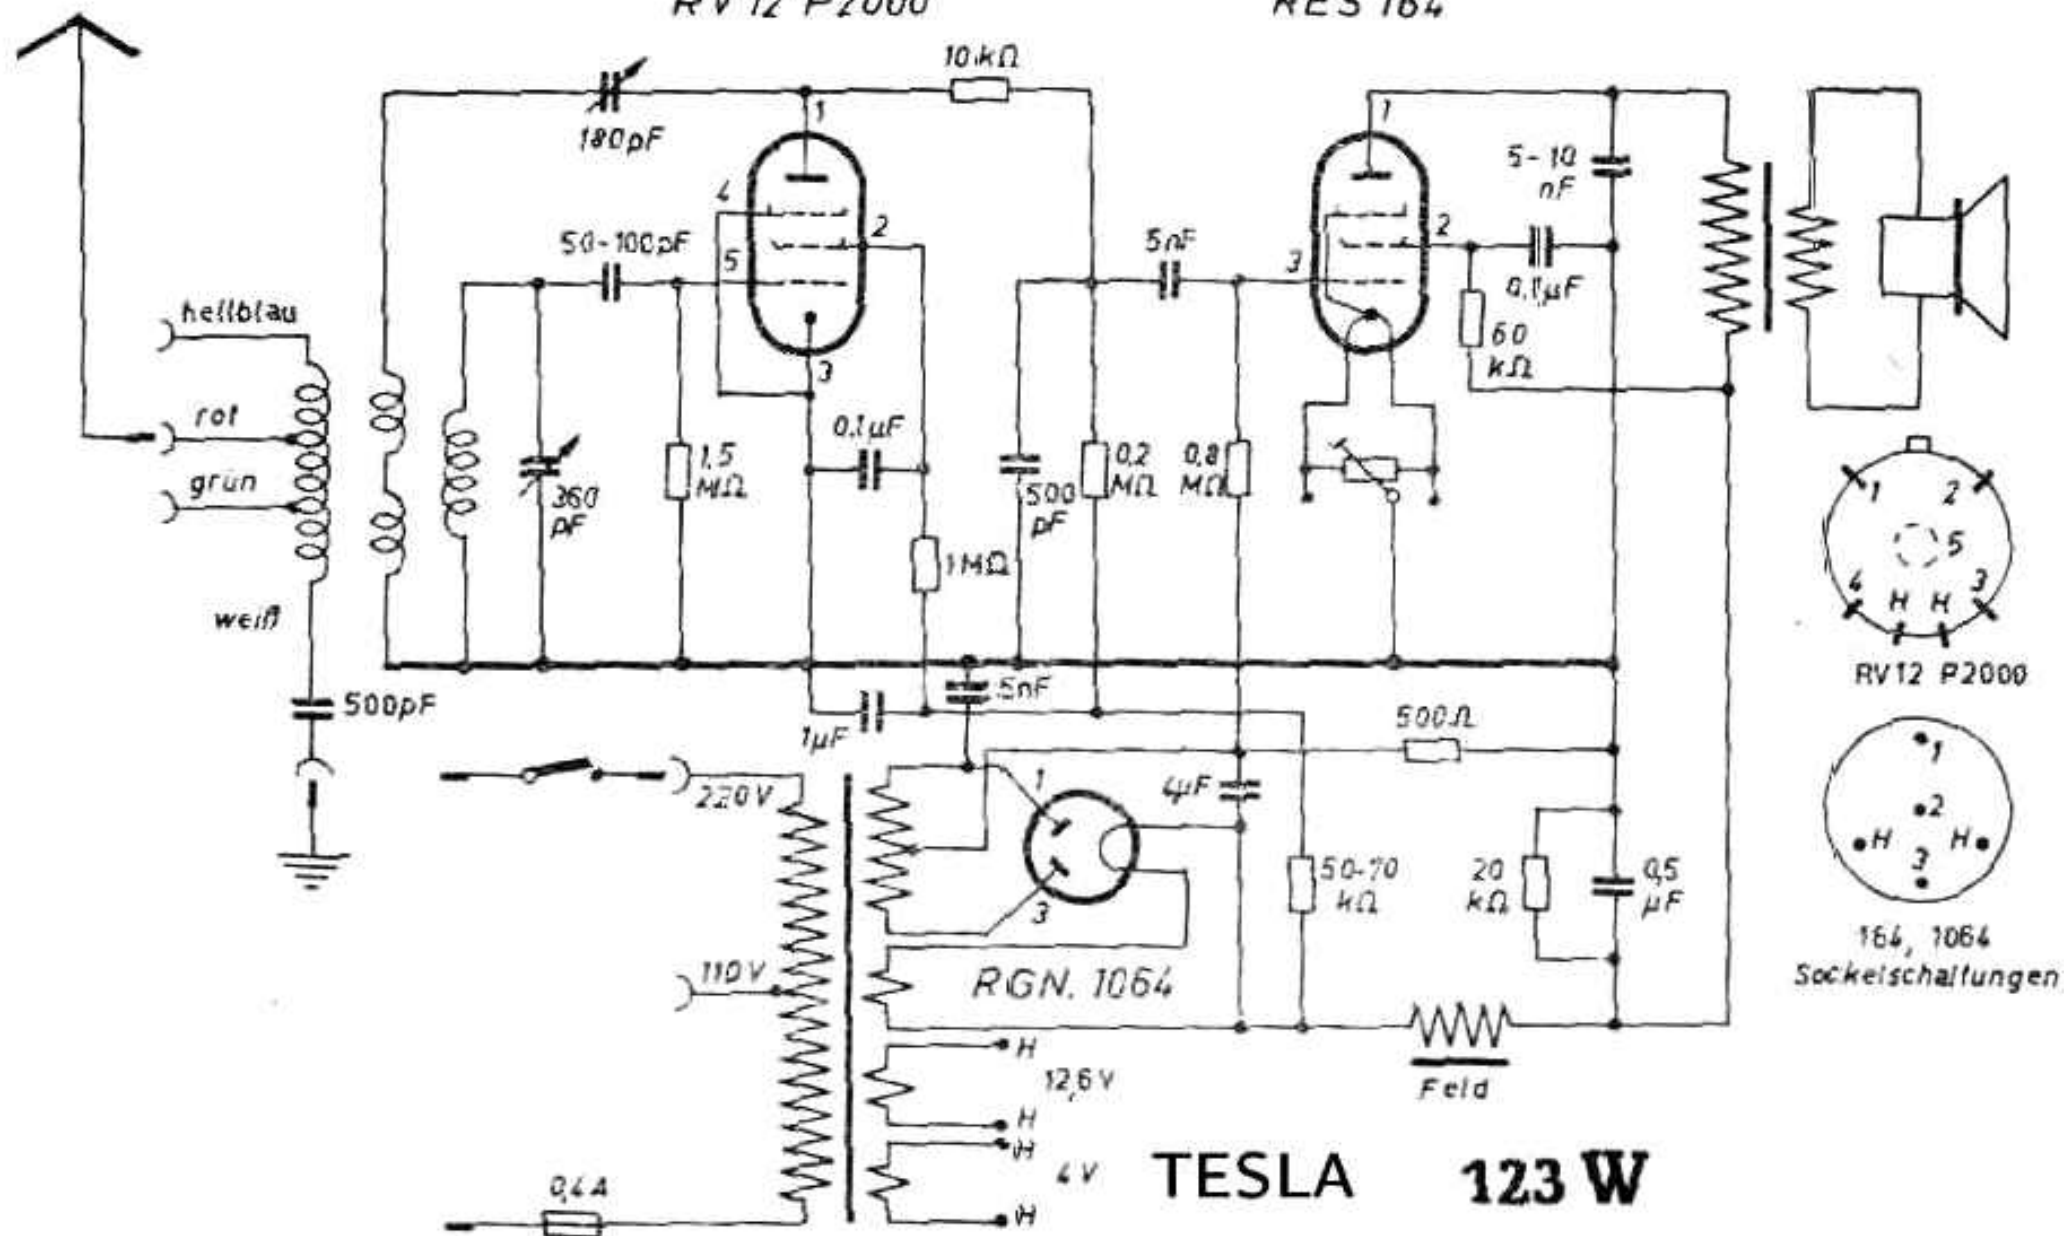 RV 12 P2000
RES 164
10 kΩ
180pF
1
4
5
2
3
50-100pF
hellblau
rot
grün
weiß
500pF
360
pF
1,5
MΩ
0,1µF
1MΩ
500
pF
0,2
MΩ
0,8
MΩ
5nF
1
2
3
5-10
nF
0,1µF
60
kΩ
1
2
5
4
3
H H
RV12 P2000
5nF
1µF
500Ω
220V
1
3
4µF
50-70
kΩ
20
kΩ
0,5
µF
1
2
H
H
3
164, 1064
Sockelschaltungen
110V
RGN. 1064
Feld
H
12,6V
H
H
4V
H
0,4A
TESLA 123 W